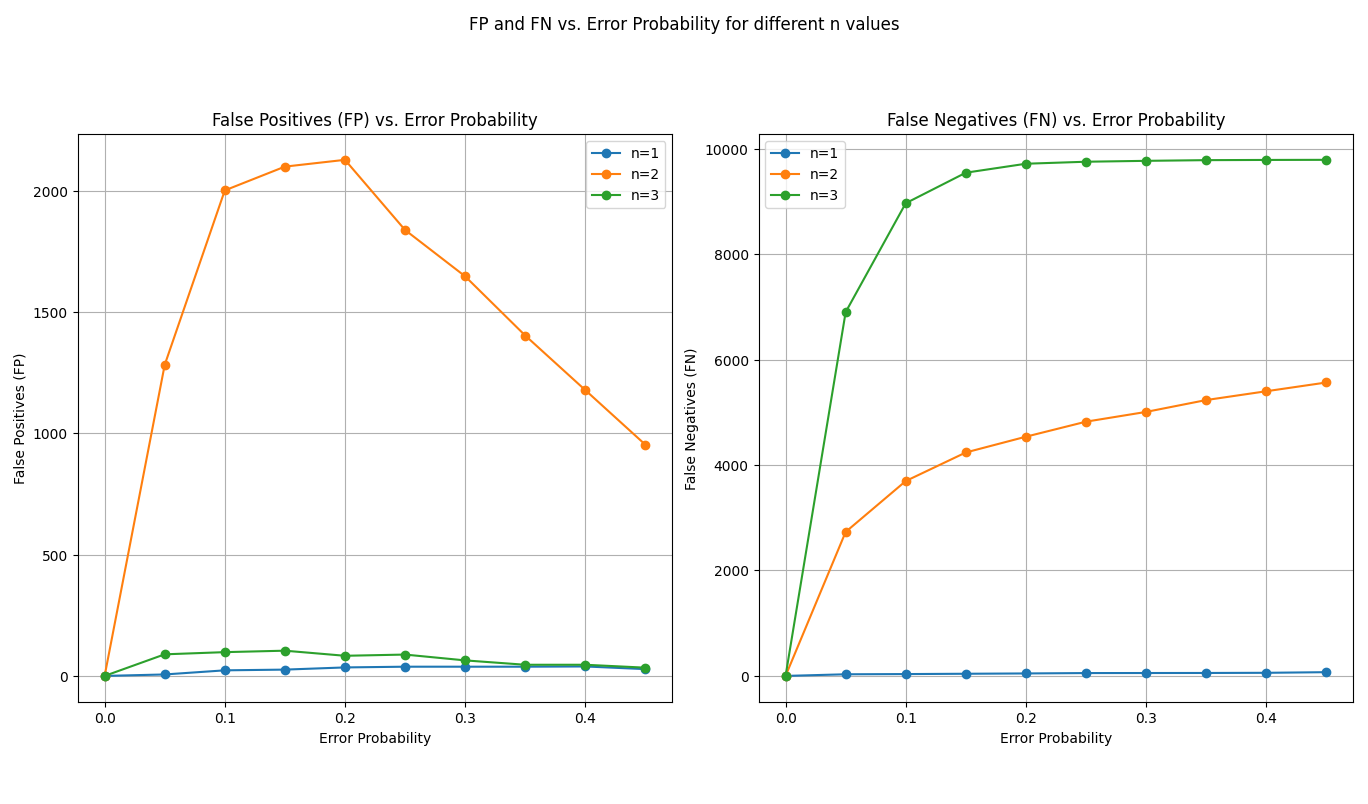 FP and FN vs. Error Probability for different n values
False Positives (FP) vs. Error Probability
False Positives (FP)
2000
1500
1000
500
0
0.0 0.1 0.2 0.3 0.4
Error Probability
n=1
n=2
n=3
False Negatives (FN) vs. Error Probability
False Negatives (FN)
10000
8000
6000
4000
2000
0
0.0 0.1 0.2 0.3 0.4
Error Probability
n=1
n=2
n=3